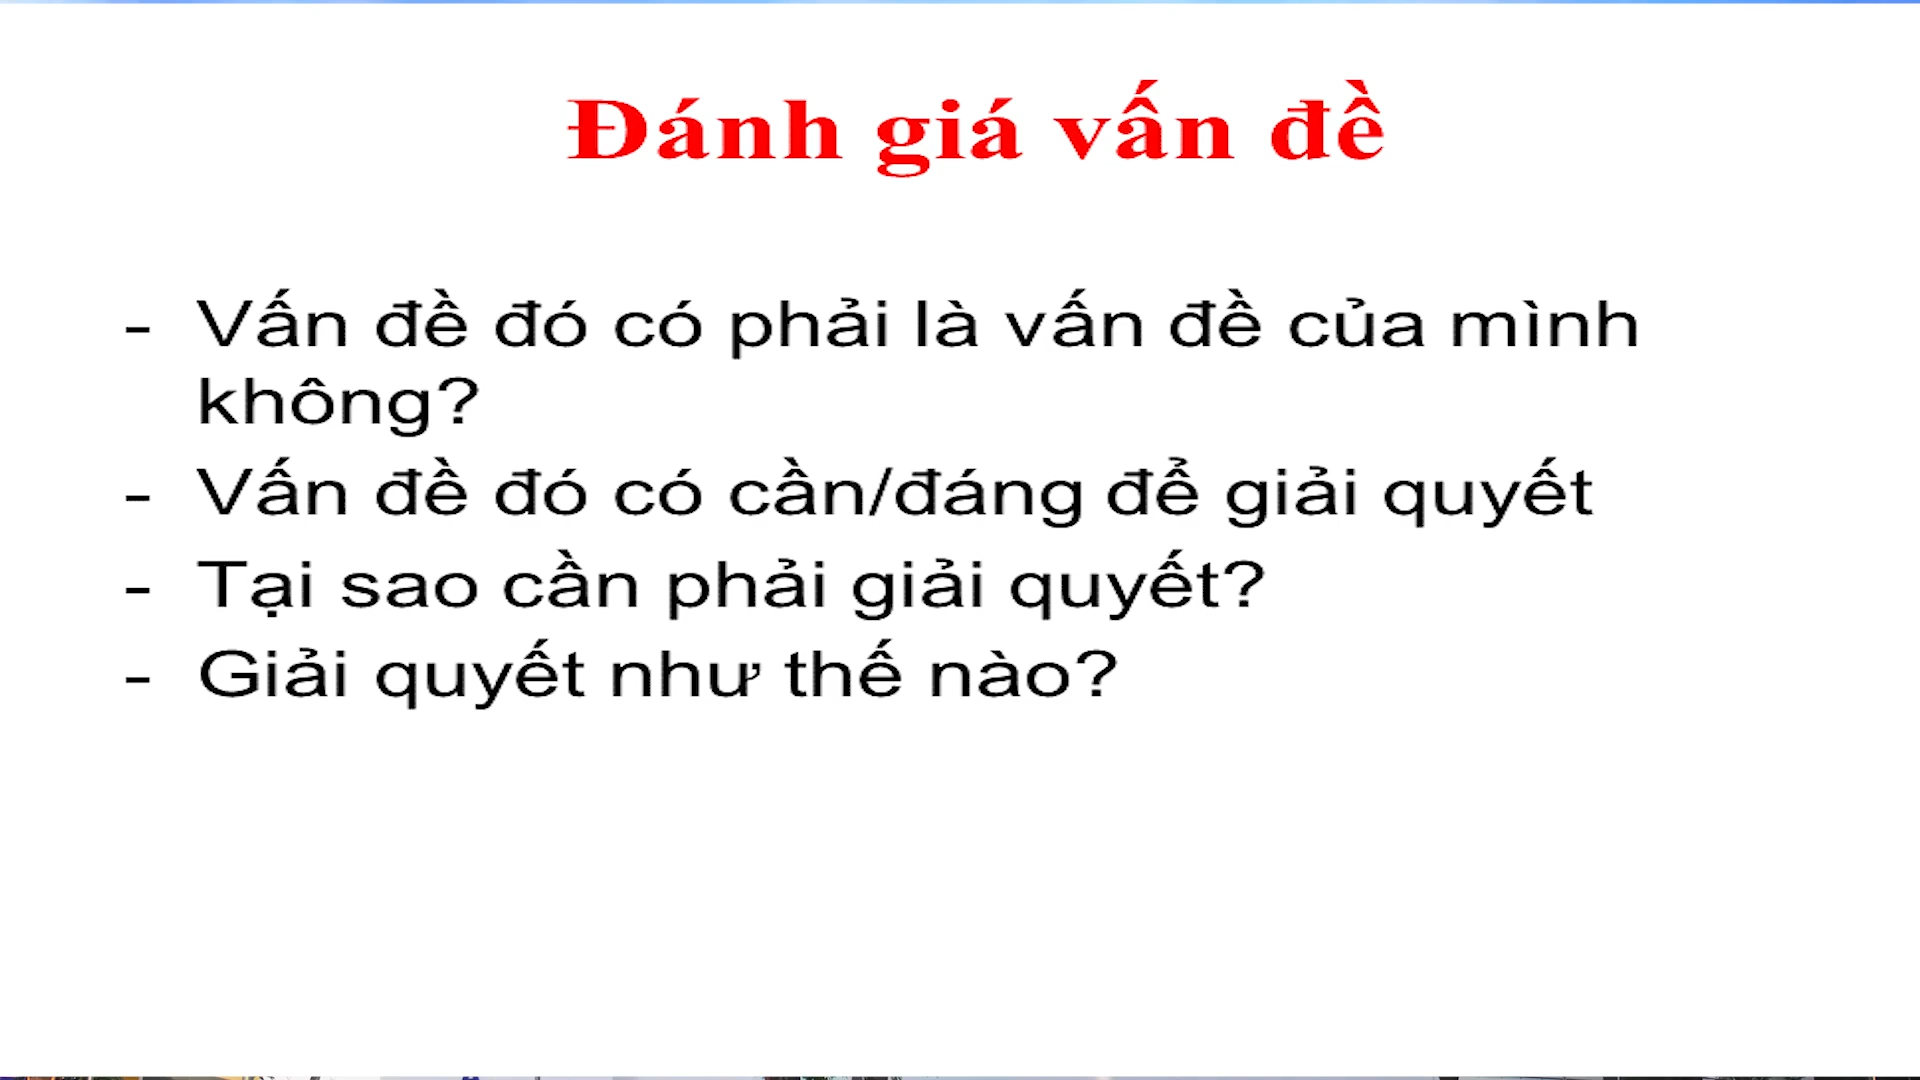 Đánh giá vấn đề
- Vấn đề đó có phải là vấn đề của mình
không?
- Vấn đề đó có cần/đáng để giải quyết
- Tại sao cần phải giải quyết?
- Giải quyết như thế nào?